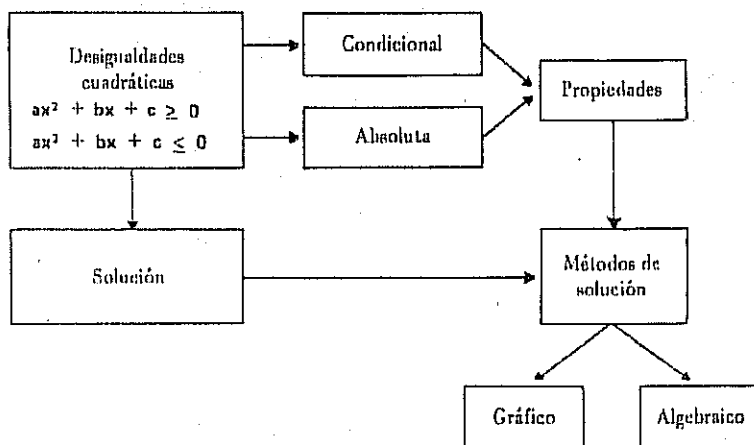 Desigualdades
cuadráticas
ax² + bx + c ≥ 0
ax² + bx + c ≤ 0
Condicional
Absoluta
Propiedades
Solución
Métodos de
solución
Gráfico
Algebraico